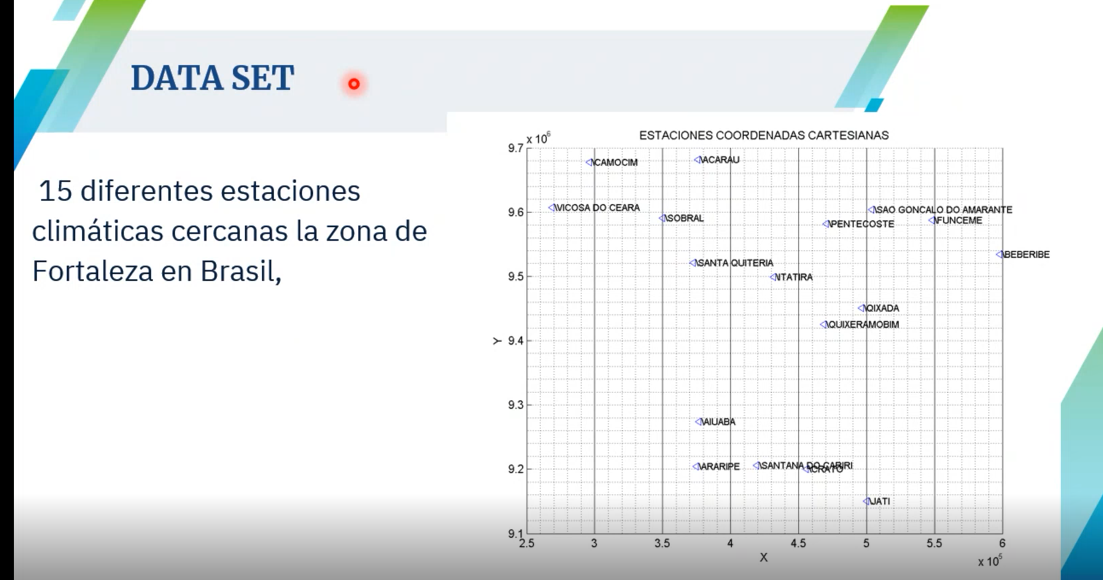 DATA SET
15 diferentes estaciones
climáticas cercanas la zona de
Fortaleza en Brasil,
ESTACIONES COORDENADAS CARTESIANAS
x 10^6
9.7
9.6
9.5
9.4
9.3
9.2
9.1
Y
\CAMOCIM
\ACARAU
\VICOSA DO CEARA
\SOBRAL
\SAO GONCALO DO AMARANTE
\FUNCEME
\PENTECOSTE
\BEBERIBE
\SANTA QUITERIA
\ITATIRA
\QIXADA
\QUIXERAMOBIM
\AIUABA
\ARARIPE
\SANTANA DO CARIRI
\CRATO
\JATI
2.5 3 3.5 4 4.5 5 5.5 6
X
x 10^5